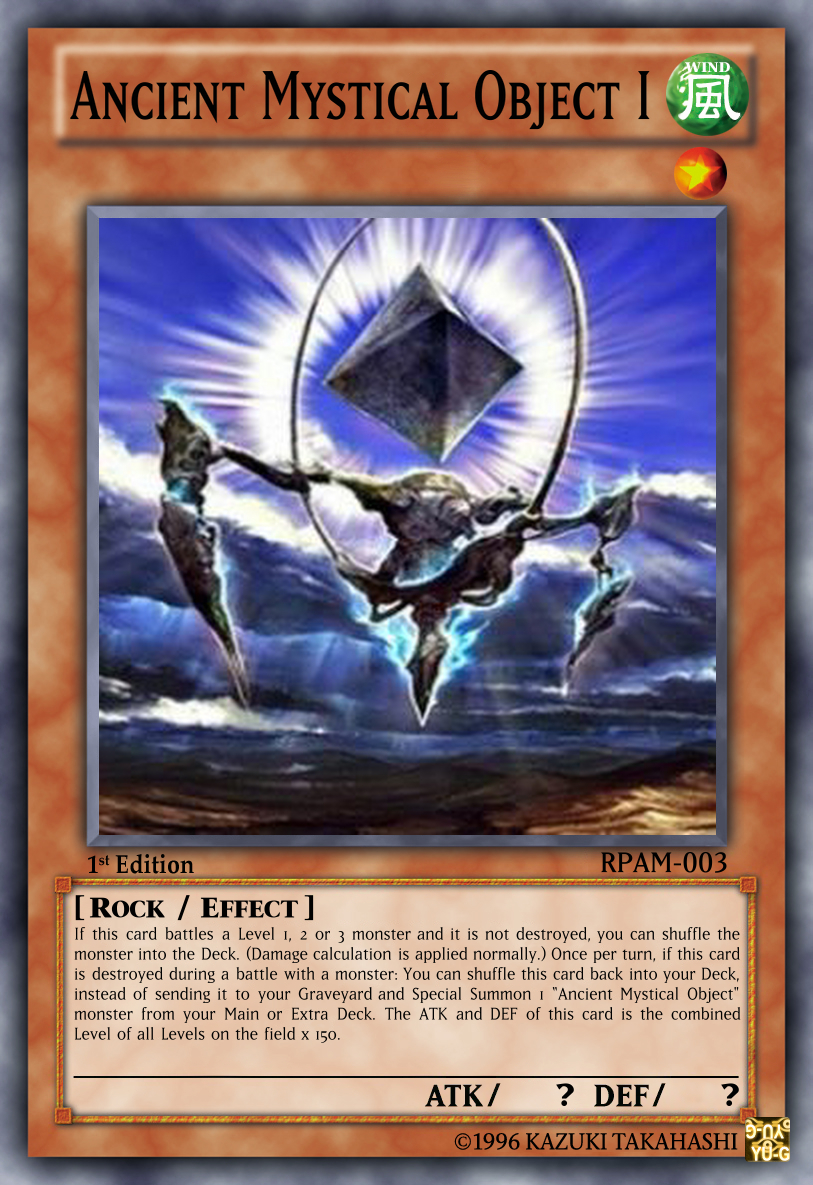 Ancient Mystical Object I
WIND
風
1st Edition
RPAM-003
[ Rock / Effect ]
If this card battles a Level 1, 2 or 3 monster and it is not destroyed, you can shuffle the
monster into the Deck. (Damage calculation is applied normally.) Once per turn, if this card
is destroyed during a battle with a monster: You can shuffle this card back into your Deck,
instead of sending it to your Graveyard and Special Summon 1 "Ancient Mystical Object"
monster from your Main or Extra Deck. The ATK and DEF of this card is the combined
Level of all Levels on the field x 150.
ATK/ ? DEF/ ?
©1996 KAZUKI TAKAHASHI